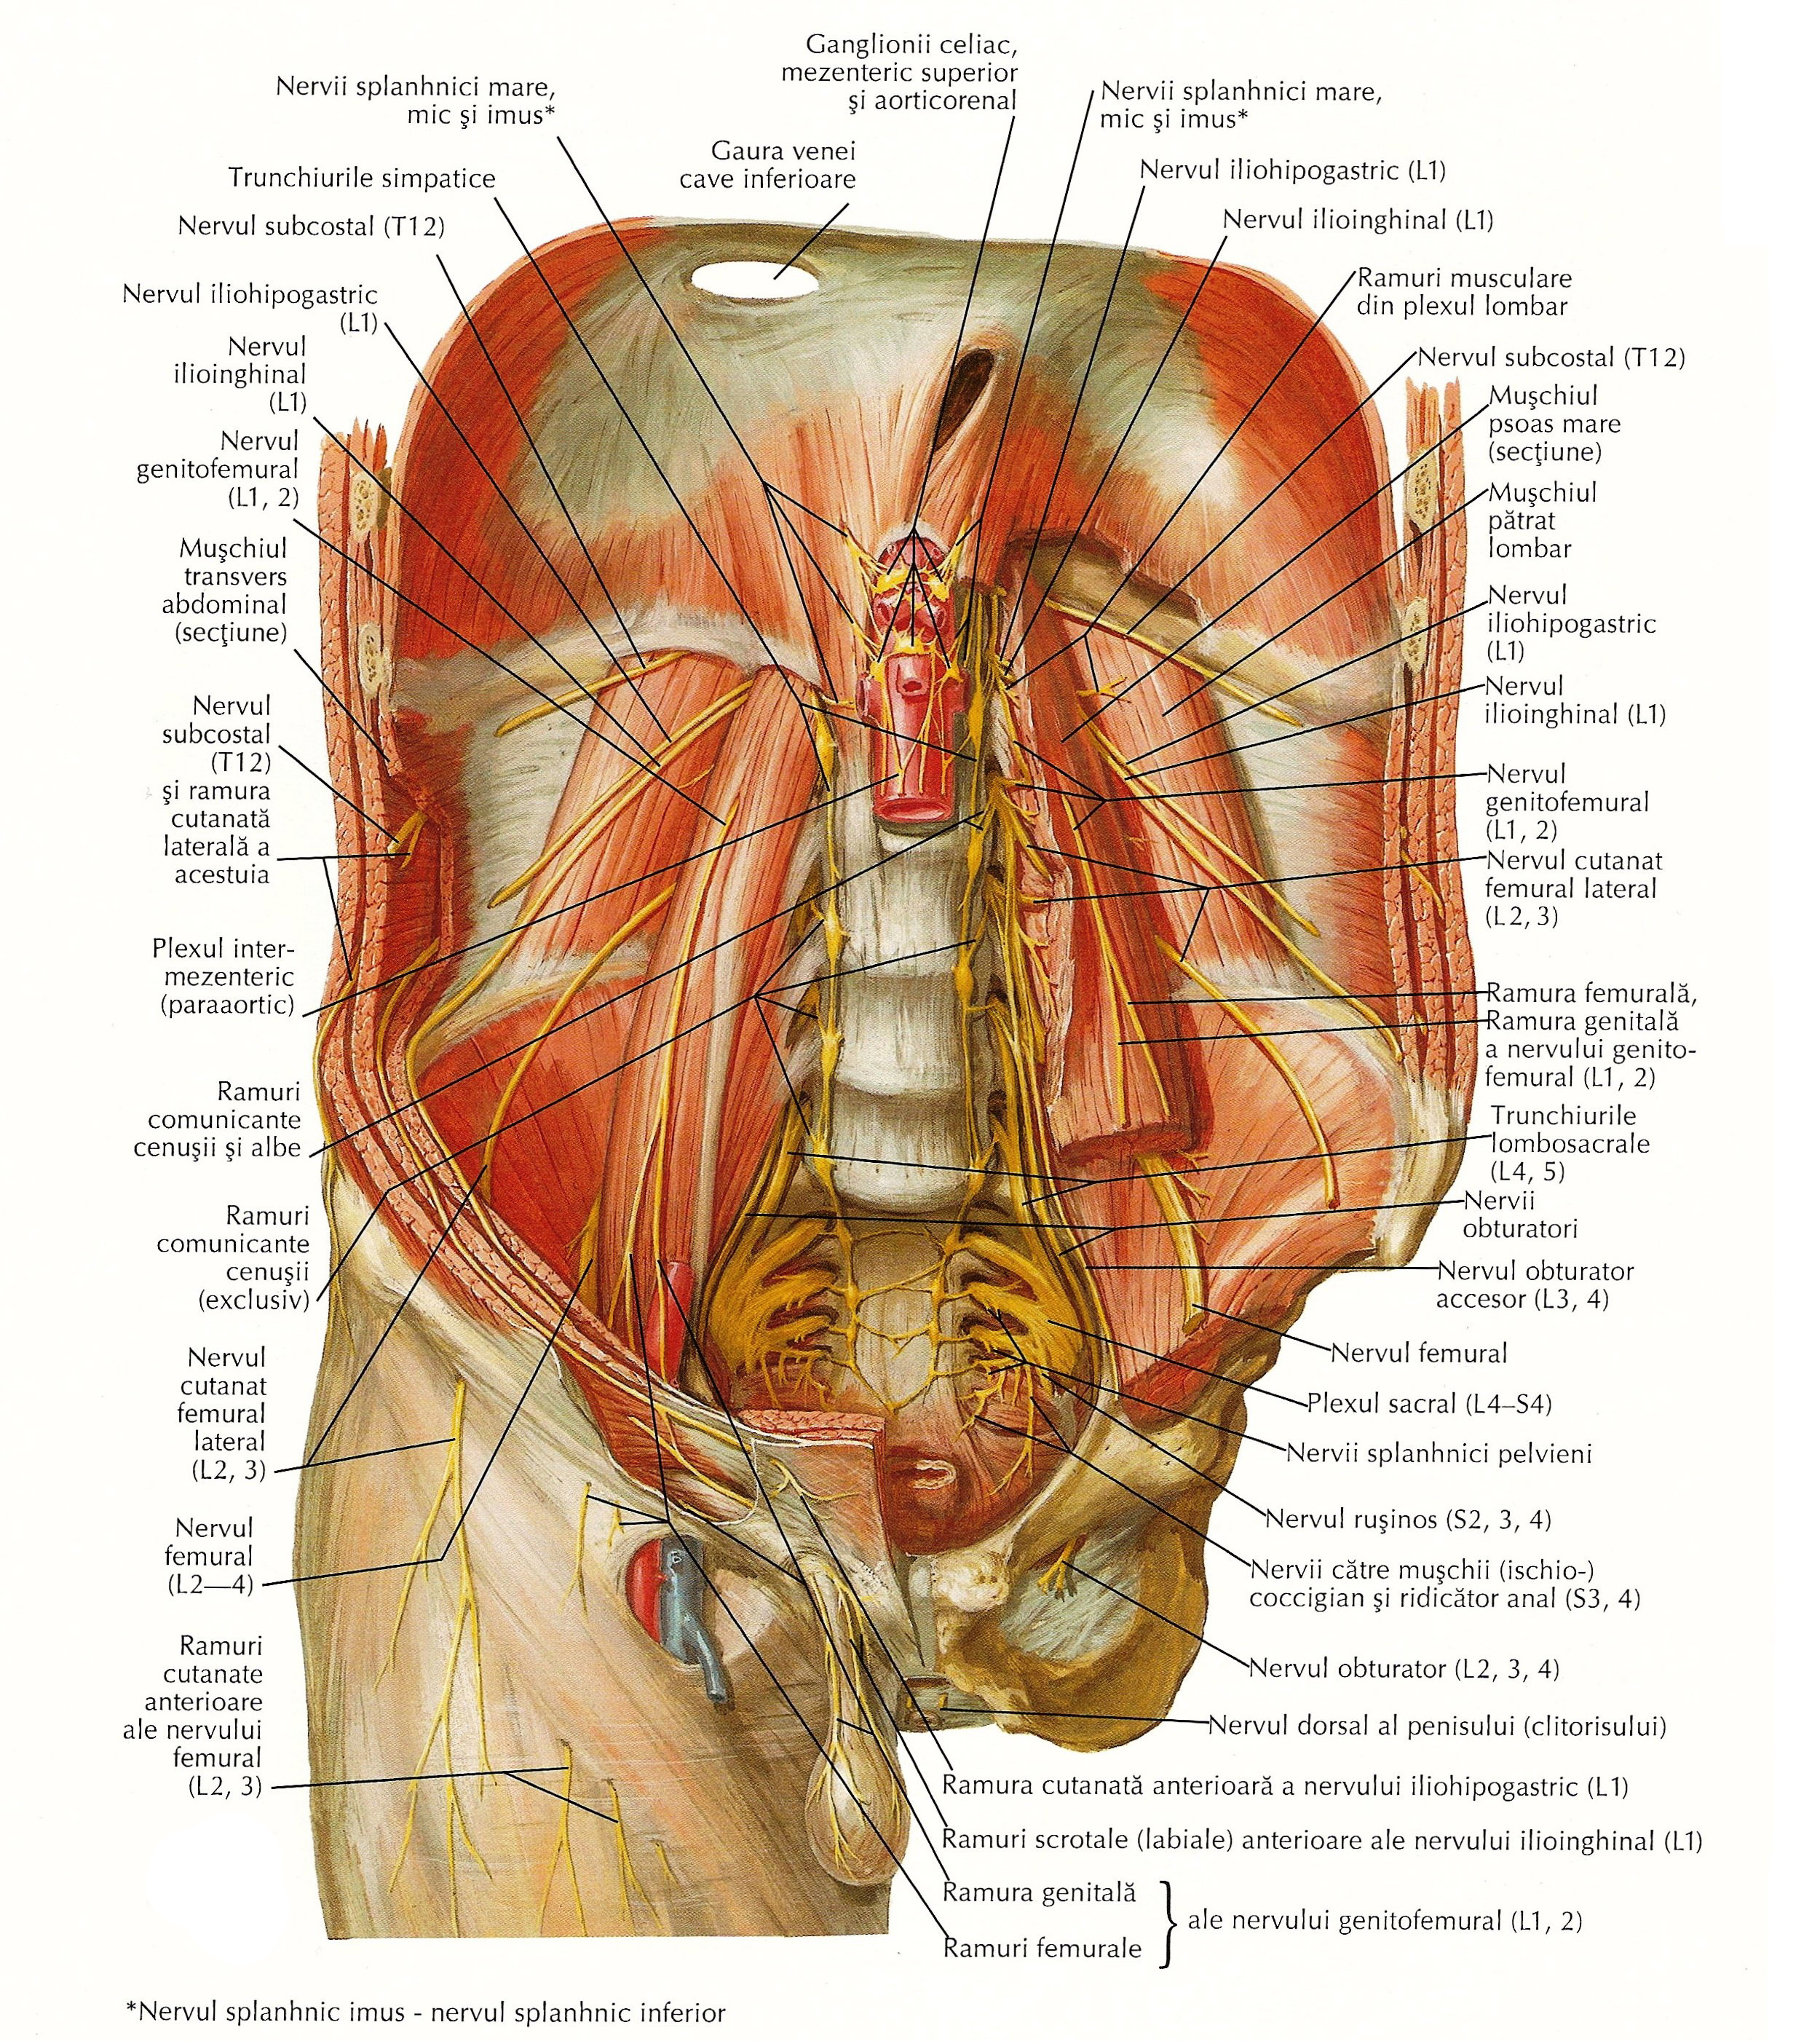 Ganglionii celiac,
mezenteric superior
şi aorticorenal
Nervii splanhnici mare,
mic şi imus*
Gaura venei
cave inferioare
Trunchiurile simpatice
Nervul subcostal (T12)
Nervul iliohipogastric
(L1)
Nervul
ilioinghinal
(L1)
Nervul
genitofemural
(L1, 2)
Muşchiul
transvers
abdominal
(secţiune)
Nervul
subcostal
(T12)
şi ramura
cutanată
laterală a
acestuia
Plexul inter-
mezenteric
(paraaortic)
Ramuri
comunicante
cenuşii şi albe
Ramuri
comunicante
cenuşii
(exclusiv)
Nervul
cutanat
femural
lateral
(L2, 3)
Nervul
femural
(L2—4)
Ramuri
cutanate
anterioare
ale nervului
femural
(L2, 3)
Nervii splanhnici mare,
mic şi imus*
Nervul iliohipogastric (L1)
Nervul ilioinghinal (L1)
Ramuri musculare
din plexul lombar
Nervul subcostal (T12)
Muşchiul
psoas mare
(secţiune)
Muşchiul
pătrat
lombar
Nervul
iliohipogastric
(L1)
Nervul
ilioinghinal (L1)
Nervul
genitofemural
(L1, 2)
Nervul cutanat
femural lateral
(L2, 3)
Ramura femurală,
Ramura genitală
a nervului genito-
femural (L1, 2)
Trunchiurile
lombosacrale
(L4, 5)
Nervii
obturatori
Nervul obturator
accesor (L3, 4)
Nervul femural
Plexul sacral (L4–S4)
Nervii splanhnici pelvieni
Nervul ruşinos (S2, 3, 4)
Nervii către muşchii (ischio-)
coccigian şi ridicător anal (S3, 4)
Nervul obturator (L2, 3, 4)
Nervul dorsal al penisului (clitorisului)
Ramura cutanată anterioară a nervului iliohipogastric (L1)
Ramuri scrotale (labiale) anterioare ale nervului ilioinghinal (L1)
Ramura genitală
Ramuri femurale
ale nervului genitofemural (L1, 2)
*Nervul splanhnic imus - nervul splanhnic inferior